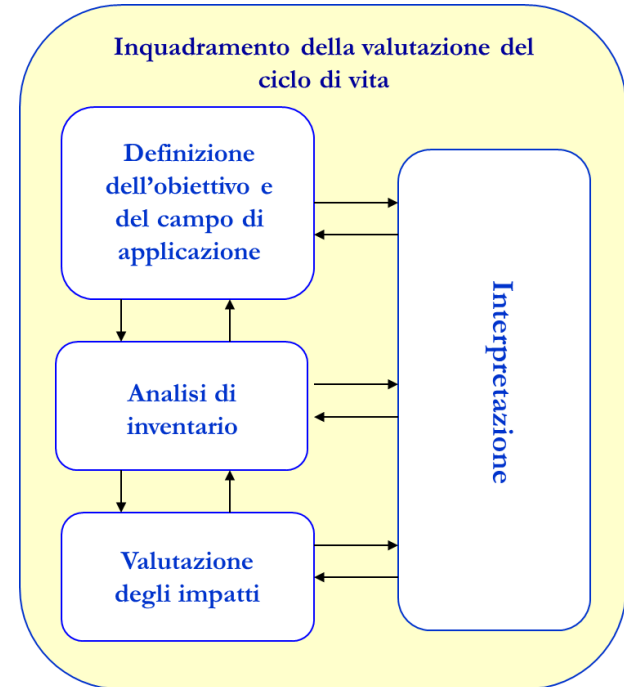 Inquadramento della valutazione del
ciclo di vita
Definizione
dell’obiettivo e
del campo di
applicazione
Analisi di
inventario
Valutazione
degli impatti
Interpretazione